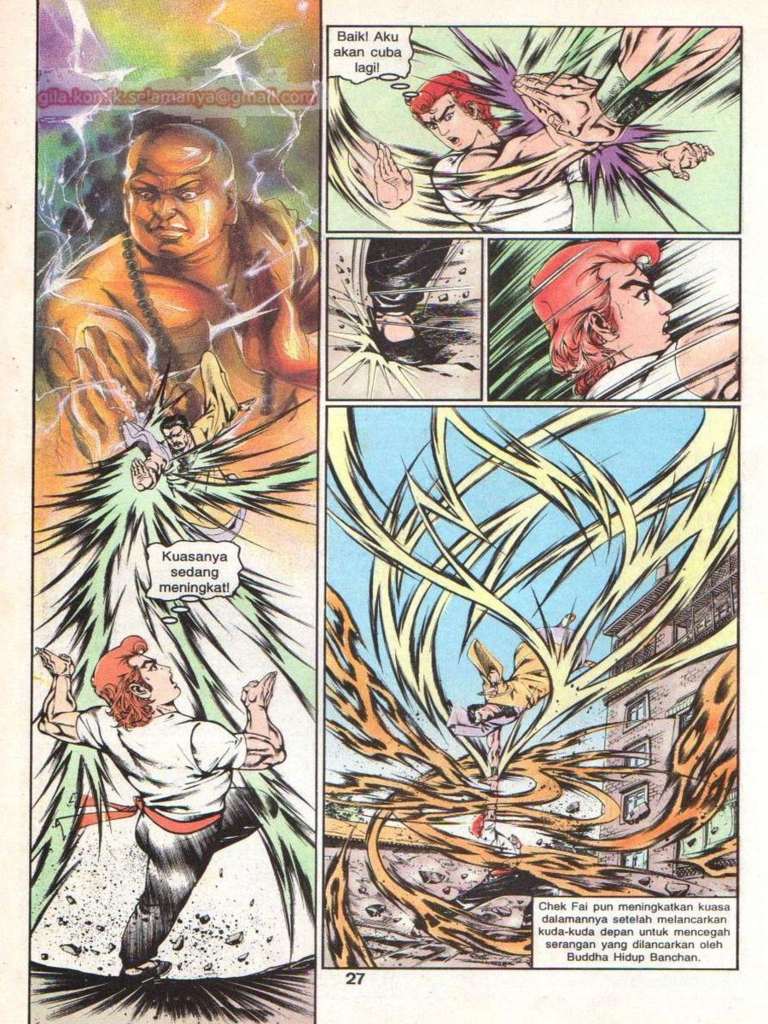 gila.komik.selamanya@gmail.com
Kuasanya
sedang
meningkat!
Baik! Aku
akan cuba
lagi!
Chek Fai pun meningkatkan kuasa
dalamannya setelah melancarkan
kuda-kuda depan untuk mencegah
serangan yang dilancarkan oleh
Buddha Hidup Banchan.
27